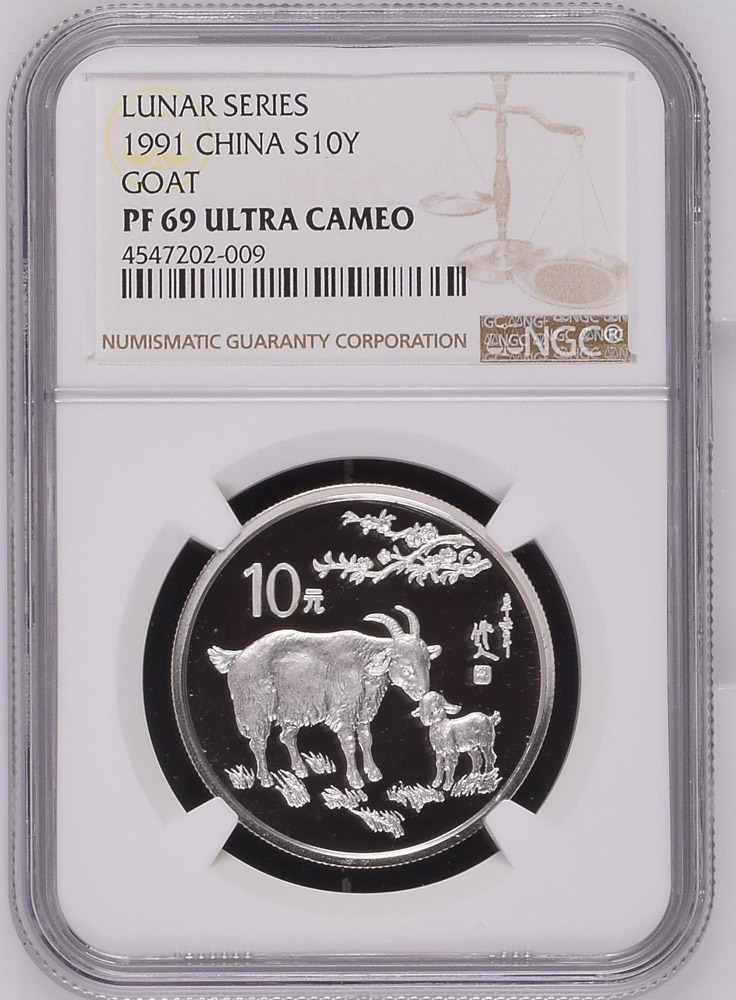 LUNAR SERIES
1991 CHINA S10Y
GOAT
PF 69 ULTRA CAMEO
4547202-009
NUMISMATIC GUARANTY CORPORATION
NGC®
10元